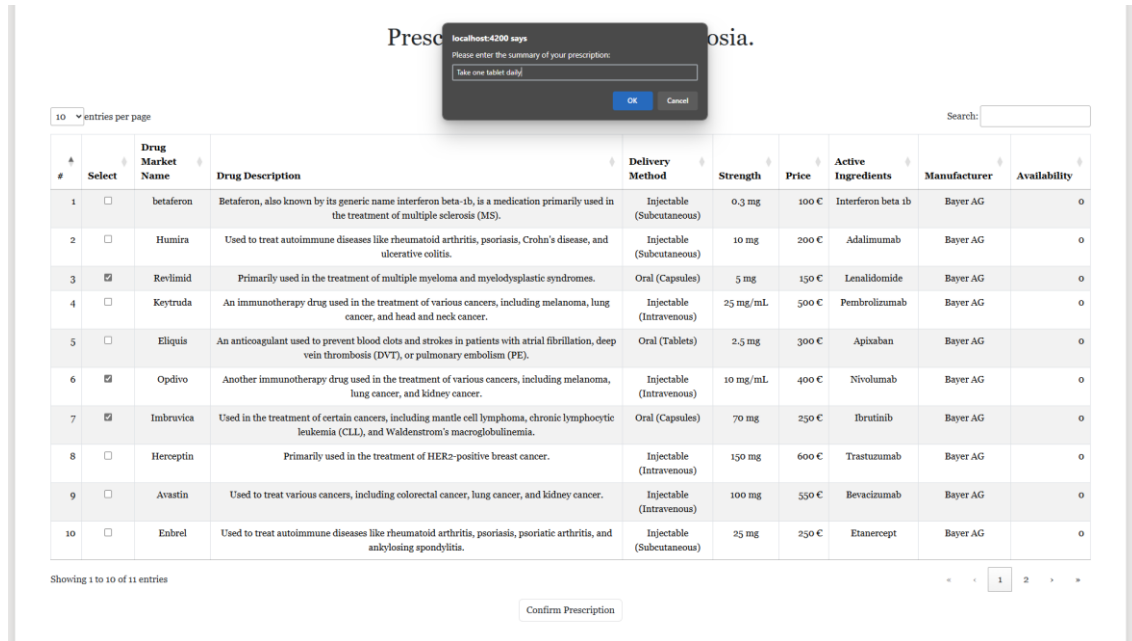 Presc osia.
localhost:4200 says
Please enter the summary of your prescription:
Take one tablet daily
OK Cancel
10 entries per page Search:
# Select Drug Market Name Drug Description Delivery Method Strength Price Active Ingredients Manufacturer Availability
1 betaferon Betaferon, also known by its generic name interferon beta-1b, is a medication primarily used in
the treatment of multiple sclerosis (MS). Injectable (Subcutaneous) 0.3 mg 100 € Interferon beta 1b Bayer AG 0
2 Humira Used to treat autoimmune diseases like rheumatoid arthritis, psoriasis, Crohn's disease, and
ulcerative colitis. Injectable (Subcutaneous) 10 mg 200 € Adalimumab Bayer AG 0
3 Revlimid Primarily used in the treatment of multiple myeloma and myelodysplastic syndromes. Oral (Capsules) 5 mg 150 € Lenalidomide Bayer AG 0
4 Keytruda An immunotherapy drug used in the treatment of various cancers, including melanoma, lung
cancer, and head and neck cancer. Injectable (Intravenous) 25 mg/mL 500 € Pembrolizumab Bayer AG 0
5 Eliquis An anticoagulant used to prevent blood clots and strokes in patients with atrial fibrillation, deep
vein thrombosis (DVT), or pulmonary embolism (PE). Oral (Tablets) 2.5 mg 300 € Apixaban Bayer AG 0
6 Opdivo Another immunotherapy drug used in the treatment of various cancers, including melanoma,
lung cancer, and kidney cancer. Injectable (Intravenous) 10 mg/mL 400 € Nivolumab Bayer AG 0
7 Imbruvica Used in the treatment of certain cancers, including mantle cell lymphoma, chronic lymphocytic
leukemia (CLL), and Waldenstrom's macroglobulinemia. Oral (Capsules) 70 mg 250 € Ibrutinib Bayer AG 0
8 Herceptin Primarily used in the treatment of HER2-positive breast cancer. Injectable (Intravenous) 150 mg 600 € Trastuzumab Bayer AG 0
9 Avastin Used to treat various cancers, including colorectal cancer, lung cancer, and kidney cancer. Injectable (Intravenous) 100 mg 550 € Bevacizumab Bayer AG 0
10 Enbrel Used to treat autoimmune diseases like rheumatoid arthritis, psoriasis, psoriatic arthritis, and
ankylosing spondylitis. Injectable (Subcutaneous) 25 mg 250 € Etanercept Bayer AG 0
Showing 1 to 10 of 11 entries « ‹ 1 2 › »
Confirm Prescription